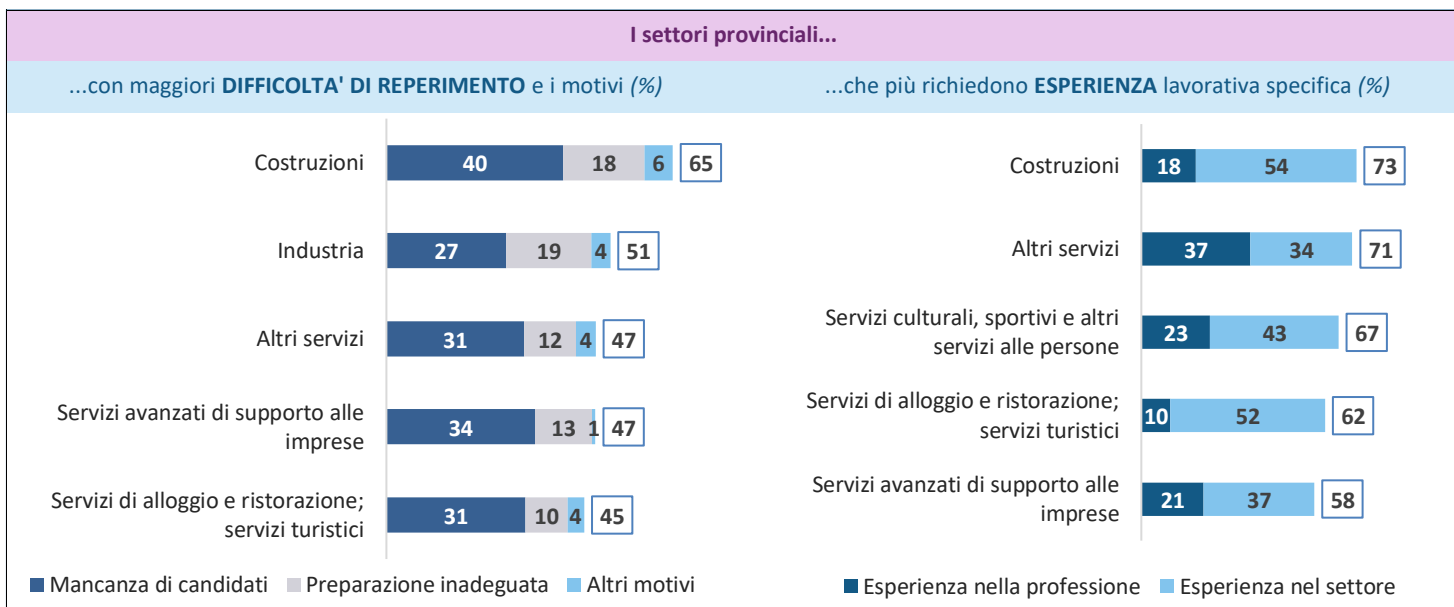 I settori provinciali...
...con maggiori DIFFICOLTA' DI REPERIMENTO e i motivi (%)
Costruzioni
40 18 6 65
Industria
27 19 4 51
Altri servizi
31 12 4 47
Servizi avanzati di supporto alle
imprese
34 13 1 47
Servizi di alloggio e ristorazione;
servizi turistici
31 10 4 45
Mancanza di candidati Preparazione inadeguata Altri motivi
...che più richiedono ESPERIENZA lavorativa specifica (%)
Costruzioni
18 54 73
Altri servizi
37 34 71
Servizi culturali, sportivi e altri
servizi alle persone
23 43 67
Servizi di alloggio e ristorazione;
servizi turistici
10 52 62
Servizi avanzati di supporto alle
imprese
21 37 58
Esperienza nella professione Esperienza nel settore